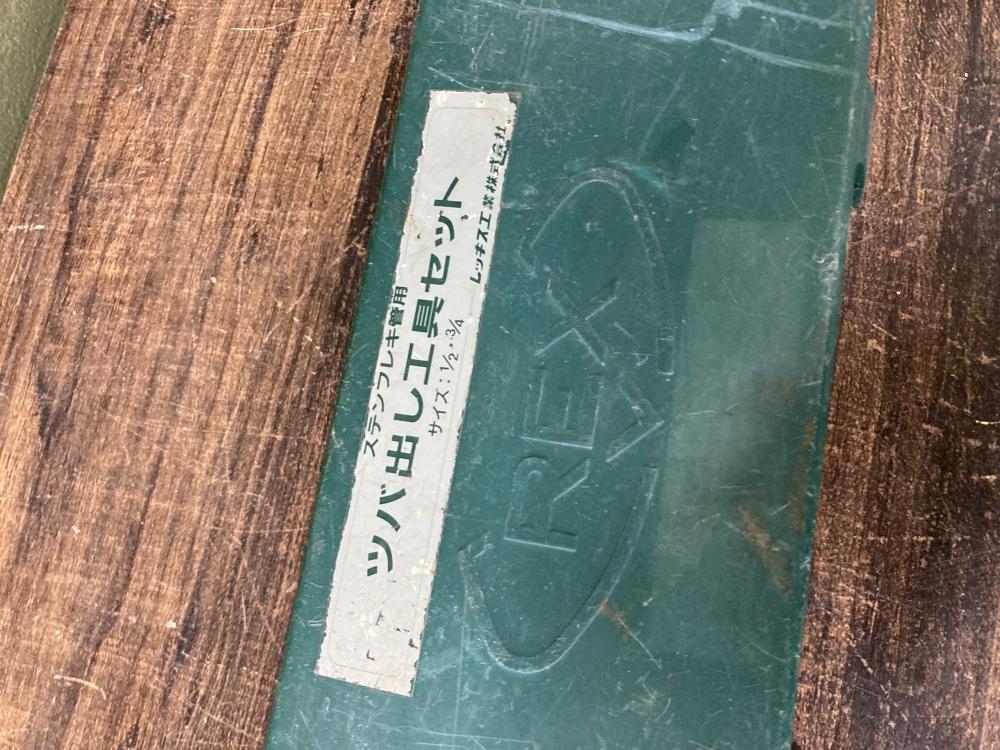 ステンフレキ管用
ツバ出し工具セット
サイズ:1/2・3/4
レッキス工業株式会社
REX